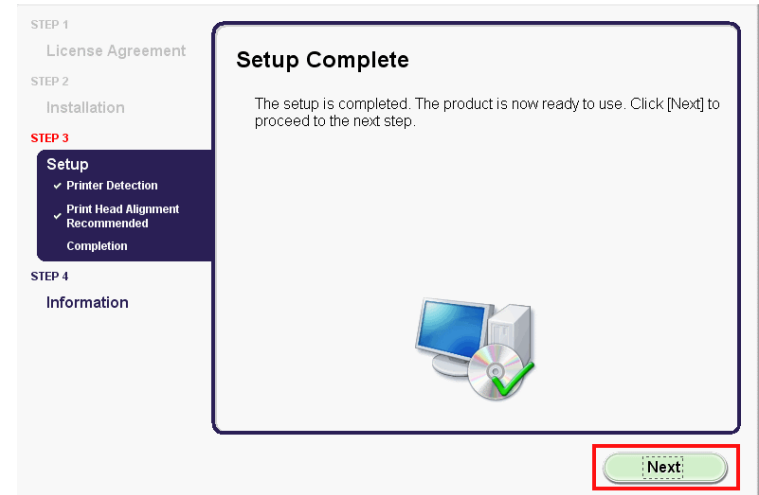 STEP 1
License Agreement
STEP 2
Installation
STEP 3
Setup
Printer Detection
Print Head Alignment
Recommended
Completion
STEP 4
Information
Setup Complete
The setup is completed. The product is now ready to use. Click [Next] to
proceed to the next step.
Next